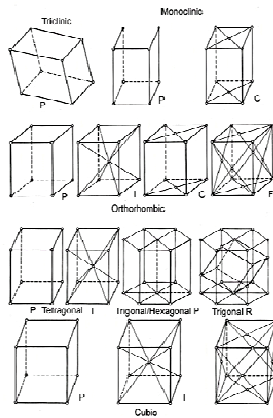 Triclinic
Monoclinic
P
P
C
P
I
C
F
Orthorhombic
P
Tetragonal
I
Trigonal/Hexagonal P
Trigonal R
P
I
Cubic